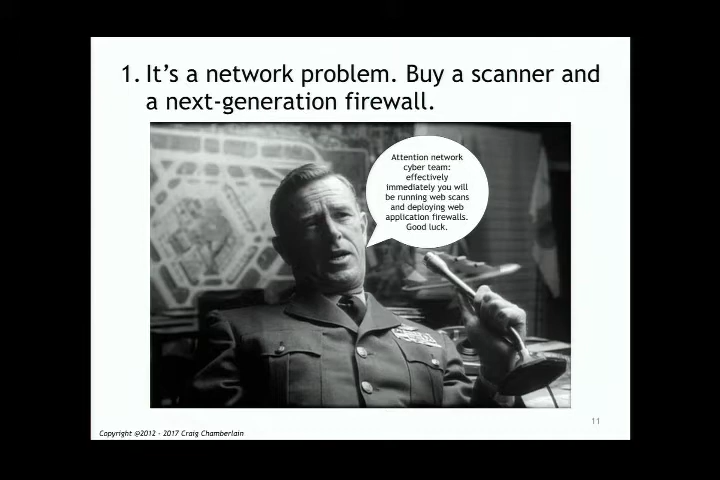 1. It's a network problem. Buy a scanner and
a next-generation firewall.
Attention network
cyber team:
effectively
immediately you will
be running web scans
and deploying web
application firewalls.
Good luck.
11
Copyright @2012 - 2017 Craig Chamberlain